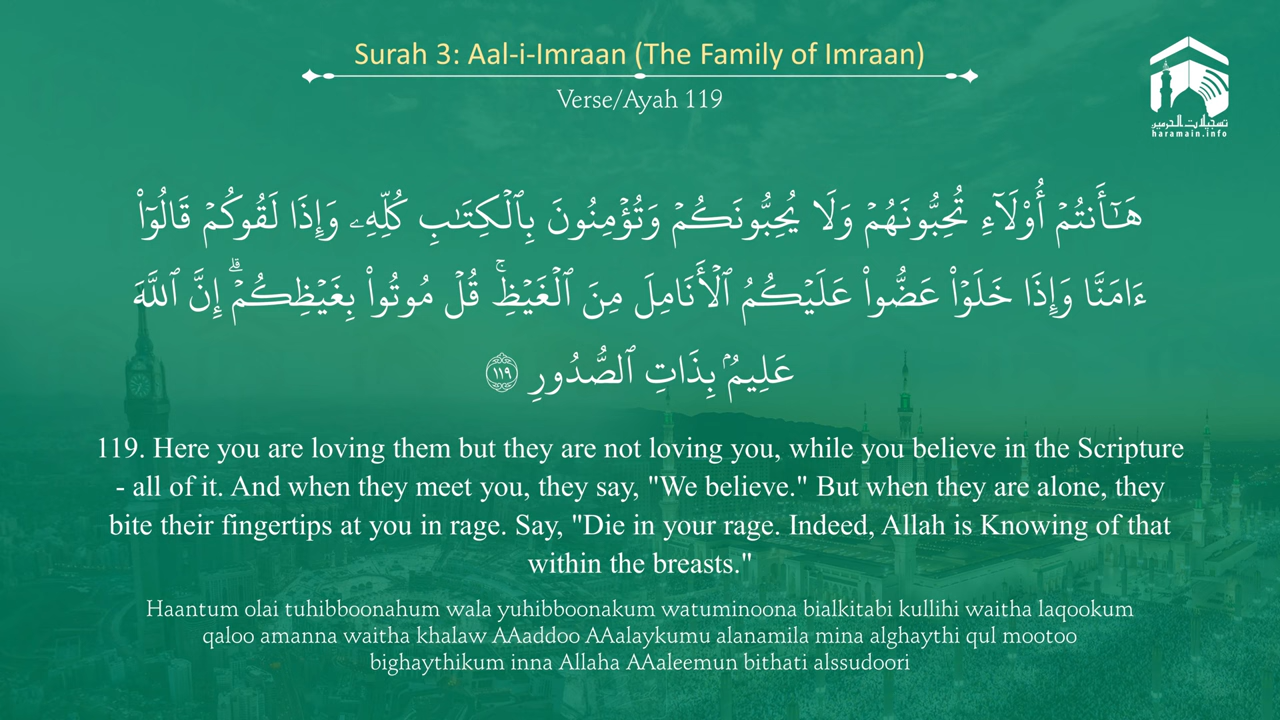 Surah 3: Aal-i-Imraan (The Family of Imraan)
Verse/Ayah 119
تسجيلات الحرمين
haramain.info
هَـٰٓأَنتُمْ أُو۟لَآءِ تُحِبُّونَهُمْ وَلَا يُحِبُّونَكُمْ وَتُؤْمِنُونَ بِٱلْكِتَـٰبِ كُلِّهِۦ وَإِذَا لَقُوكُمْ قَالُوٓا۟
ءَامَنَّا وَإِذَا خَلَوْا۟ عَضُّوا۟ عَلَيْكُمُ ٱلْأَنَامِلَ مِنَ ٱلْغَيْظِ ۚ قُلْ مُوتُوا۟ بِغَيْظِكُمْ ۗ إِنَّ ٱللَّهَ
عَلِيمٌۢ بِذَاتِ ٱلصُّدُورِ ١١٩
119. Here you are loving them but they are not loving you, while you believe in the Scripture
- all of it. And when they meet you, they say, "We believe." But when they are alone, they
bite their fingertips at you in rage. Say, "Die in your rage. Indeed, Allah is Knowing of that
within the breasts."
Haantum olai tuhibboonahum wala yuhibboonakum watuminoona bialkitabi kullihi waitha laqookum
qaloo amanna waitha khalaw AAaddoo AAalaykumu alanamila mina alghaythi qul mootoo
bighaythikum inna Allaha AAaleemun bithati alssudoori